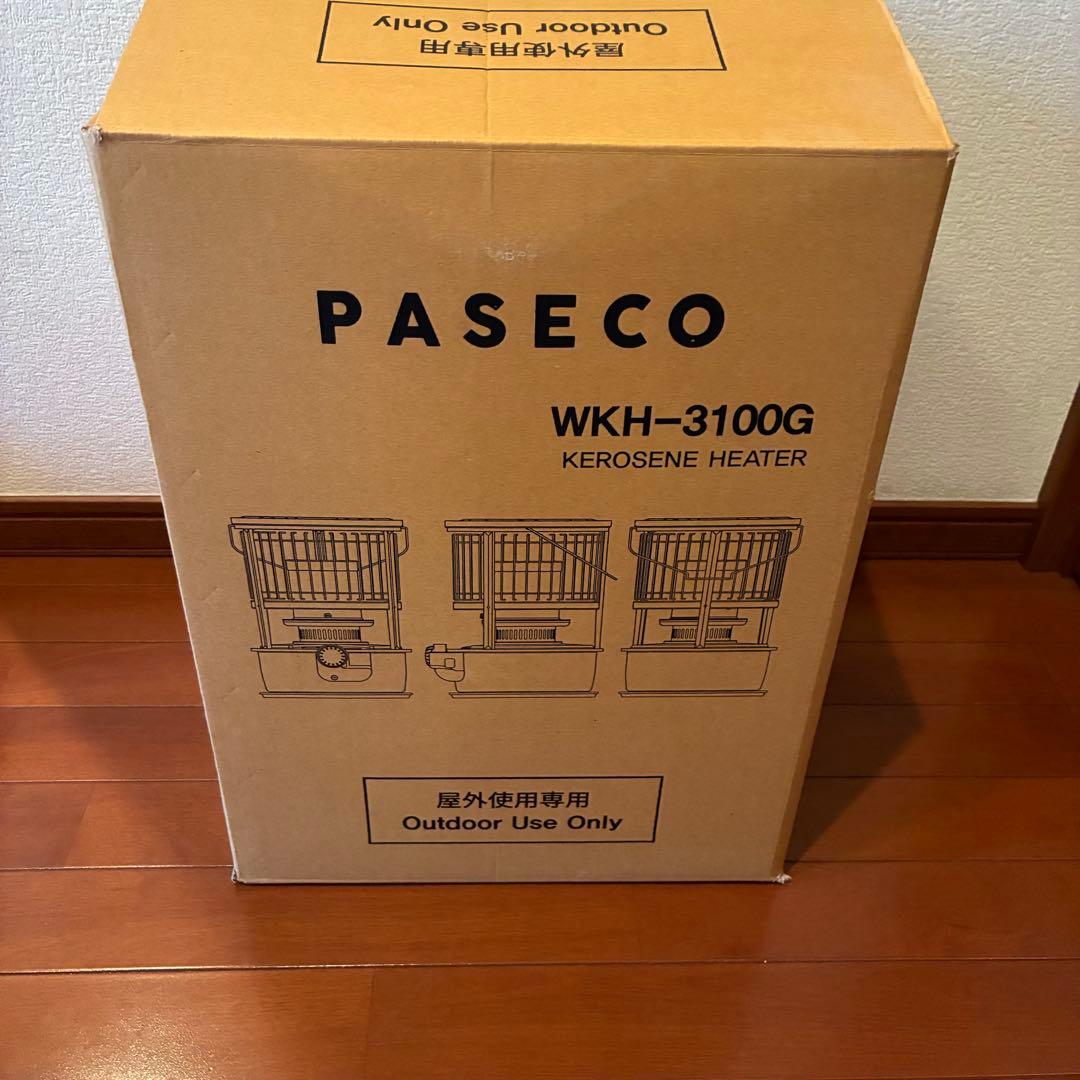 屋外使用専用
Outdoor Use Only
PASECO
WKH-3100G
KEROSENE HEATER
屋外使用専用
Outdoor Use Only